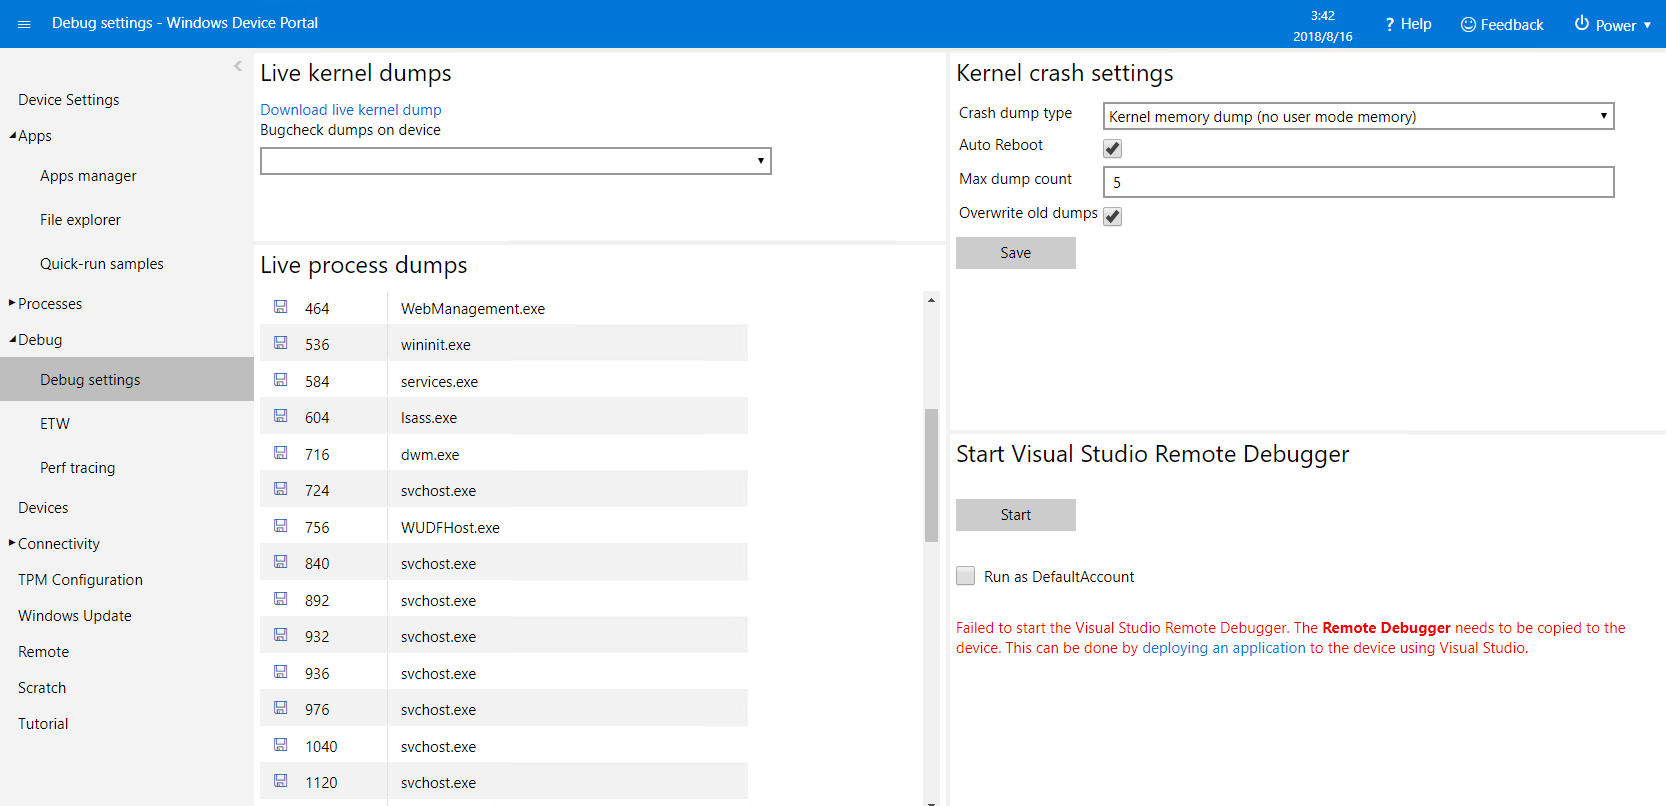 Debug settings - Windows Device Portal
3:42
2018/8/16
? Help
Feedback
Power
Device Settings
Apps
Apps manager
File explorer
Quick-run samples
Processes
Debug
Debug settings
ETW
Perf tracing
Devices
Connectivity
TPM Configuration
Windows Update
Remote
Scratch
Tutorial
Live kernel dumps
Download live kernel dump
Bugcheck dumps on device
Live process dumps
464 WebManagement.exe
536 wininit.exe
584 services.exe
604 lsass.exe
716 dwm.exe
724 svchost.exe
756 WUDFHost.exe
840 svchost.exe
892 svchost.exe
932 svchost.exe
936 svchost.exe
976 svchost.exe
1040 svchost.exe
1120 svchost.exe
Kernel crash settings
Crash dump type Kernel memory dump (no user mode memory)
Auto Reboot
Max dump count 5
Overwrite old dumps
Save
Start Visual Studio Remote Debugger
Start
Run as DefaultAccount
Failed to start the Visual Studio Remote Debugger. The Remote Debugger needs to be copied to the
device. This can be done by deploying an application to the device using Visual Studio.